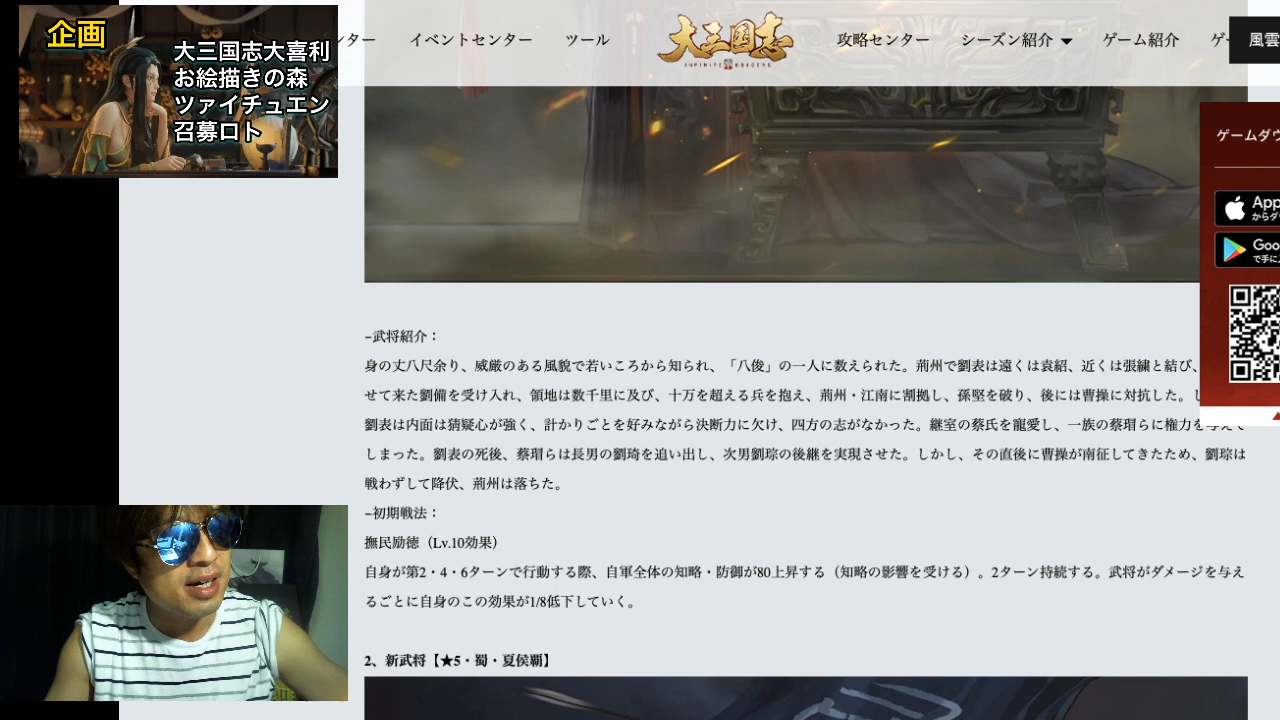 企画
大三国志大喜利
お絵描きの森
ツァイチュエン
召募ロト
ンター
イベントセンター
ツール
大三国志
INFINITE BORDERS
攻略センター
シーズン紹介
ゲーム紹介
ゲー
風雲
ゲームダウ
App
からダ
Goo
で手に入
–武将紹介：
身の丈八尺余り、威厳のある風貌で若いころから知られ、「八俊」の一人に数えられた。荊州で劉表は遠くは袁紹、近くは張繍と結び、
せて来た劉備を受け入れ、領地は数千里に及び、十万を超える兵を抱え、荊州・江南に割拠し、孫堅を破り、後には曹操に対抗した。し
劉表は内面は猜疑心が強く、計かりごとを好みながら決断力に欠け、四方の志がなかった。継室の蔡氏を寵愛し、一族の蔡瑁らに権力を与えて
しまった。劉表の死後、蔡瑁らは長男の劉琦を追い出し、次男劉琮の後継を実現させた。しかし、その直後に曹操が南征してきたため、劉琮は
戦わずして降伏、荊州は落ちた。
–初期戦法：
撫民励徳（Lv.10効果）
自身が第2・4・6ターンで行動する際、自軍全体の知略・防御が80上昇する（知略の影響を受ける）。2ターン持続する。武将がダメージを与え
るごとに自身のこの効果が1/8低下していく。
2、新武将【★5・蜀・夏侯覇】